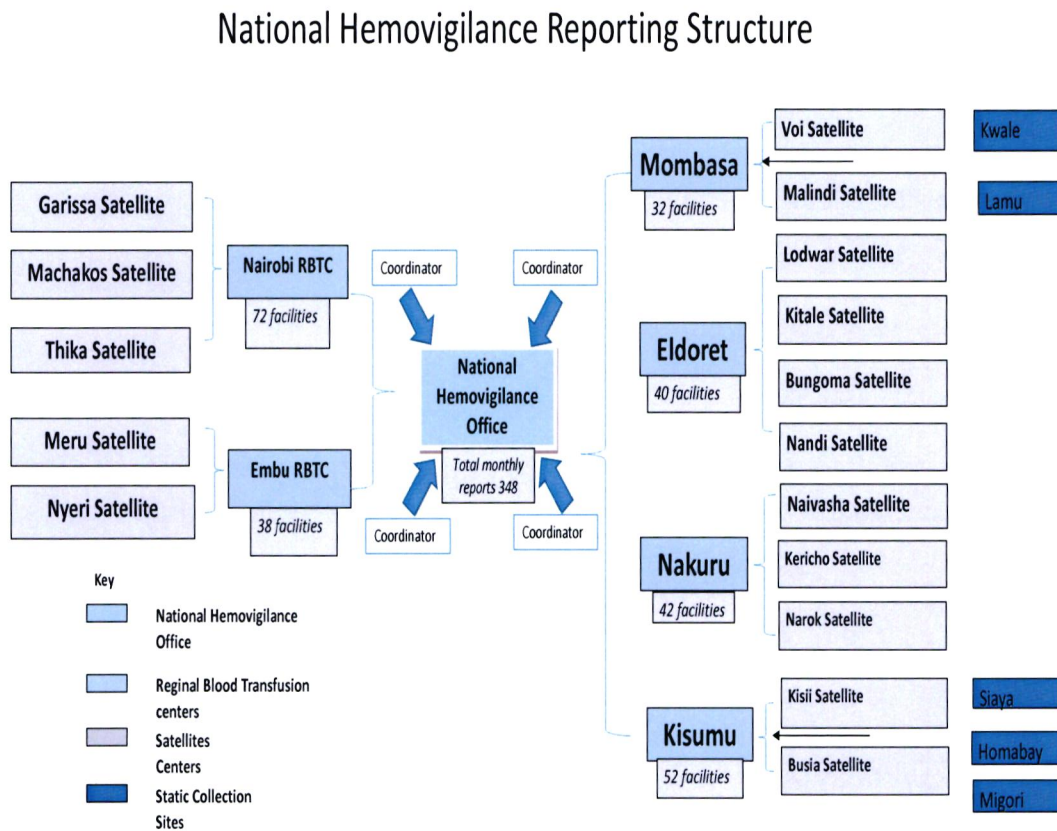 National Hemovigilance Reporting Structure
Garissa Satellite
Machakos Satellite
Thika Satellite
Meru Satellite
Nyeri Satellite
Nairobi RBTC
72 facilities
Embu RBTC
38 facilities
Coordinator
Coordinator
National
Hemovigilance
Office
Total monthly
reports 348
Coordinator
Coordinator
Mombasa
32 facilities
Voi Satellite
Malindi Satellite
Kwale
Lamu
Eldoret
40 facilities
Lodwar Satellite
Kitale Satellite
Bungoma Satellite
Nandi Satellite
Nakuru
42 facilities
Naivasha Satellite
Kericho Satellite
Narok Satellite
Kisumu
52 facilities
Kisii Satellite
Busia Satellite
Siaya
Homabay
Migori
Key
National Hemovigilance
Office
Reginal Blood Transfusion
centers
Satellites
Centers
Static Collection
Sites